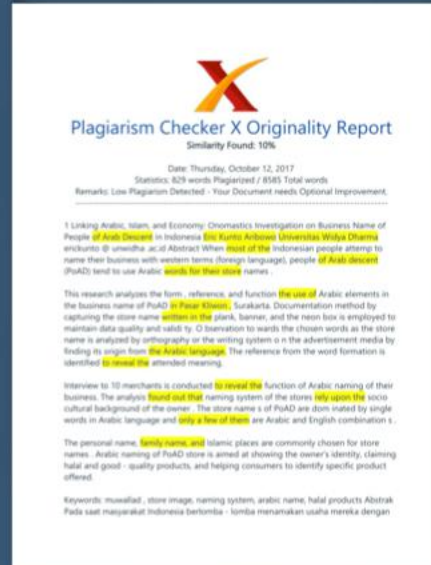 Plagiarism Checker X Originality Report
Similarity Found: 10%
Date: Thursday, October 12, 2017
Statistics: 829 words Plagiarized / 8585 Total words
Remarks: Low Plagiarism Detected - Your Document needs Optional Improvement.
1 Linking Arabic, Islam, and Economy: Onomastics Investigation on Business Name of
People of Arab Descent in Indonesia Eric Kunto Aribowo Universitas Widya Dharma
erickunto @ unwidha .ac.id Abstract When most of the Indonesian people attemp to
name their business with western terms (foreign language), people of Arab descent
(PoAD) tend to use Arabic words for their store names .
This research analyzes the form , reference, and function the use of Arabic elements in
the business name of PoAD in Pasar Kliwon , Surakarta. Documentation method by
capturing the store name written in the plank, banner, and the neon box is employed to
maintain data quality and validi ty. O bservation to wards the chosen words as the store
name is analyzed by orthography or the writing system o n the advertisement media by
finding its origin from the Arabic language. The reference from the word formation is
identified to reveal the attended meaning.
Interview to 10 merchants is conducted to reveal the function of Arabic naming of their
business. The analysis found out that naming system of the stores rely upon the socio
cultural background of the owner . The store name s of PoAD are dom inated by single
words in Arabic language and only a few of them are Arabic and English combination s .
The personal name, family name, and Islamic places are commonly chosen for store
names . Arabic naming of PoAD store is aimed at showing the owner's identity, claiming
halal and good - quality products, and helping consumers to identify specific product
offered.
Keywords: muwallad , store image, naming system, arabic name, halal products Abstrak
Pada saat masyarakat Indonesia berlomba - lomba menamakan usaha mereka dengan